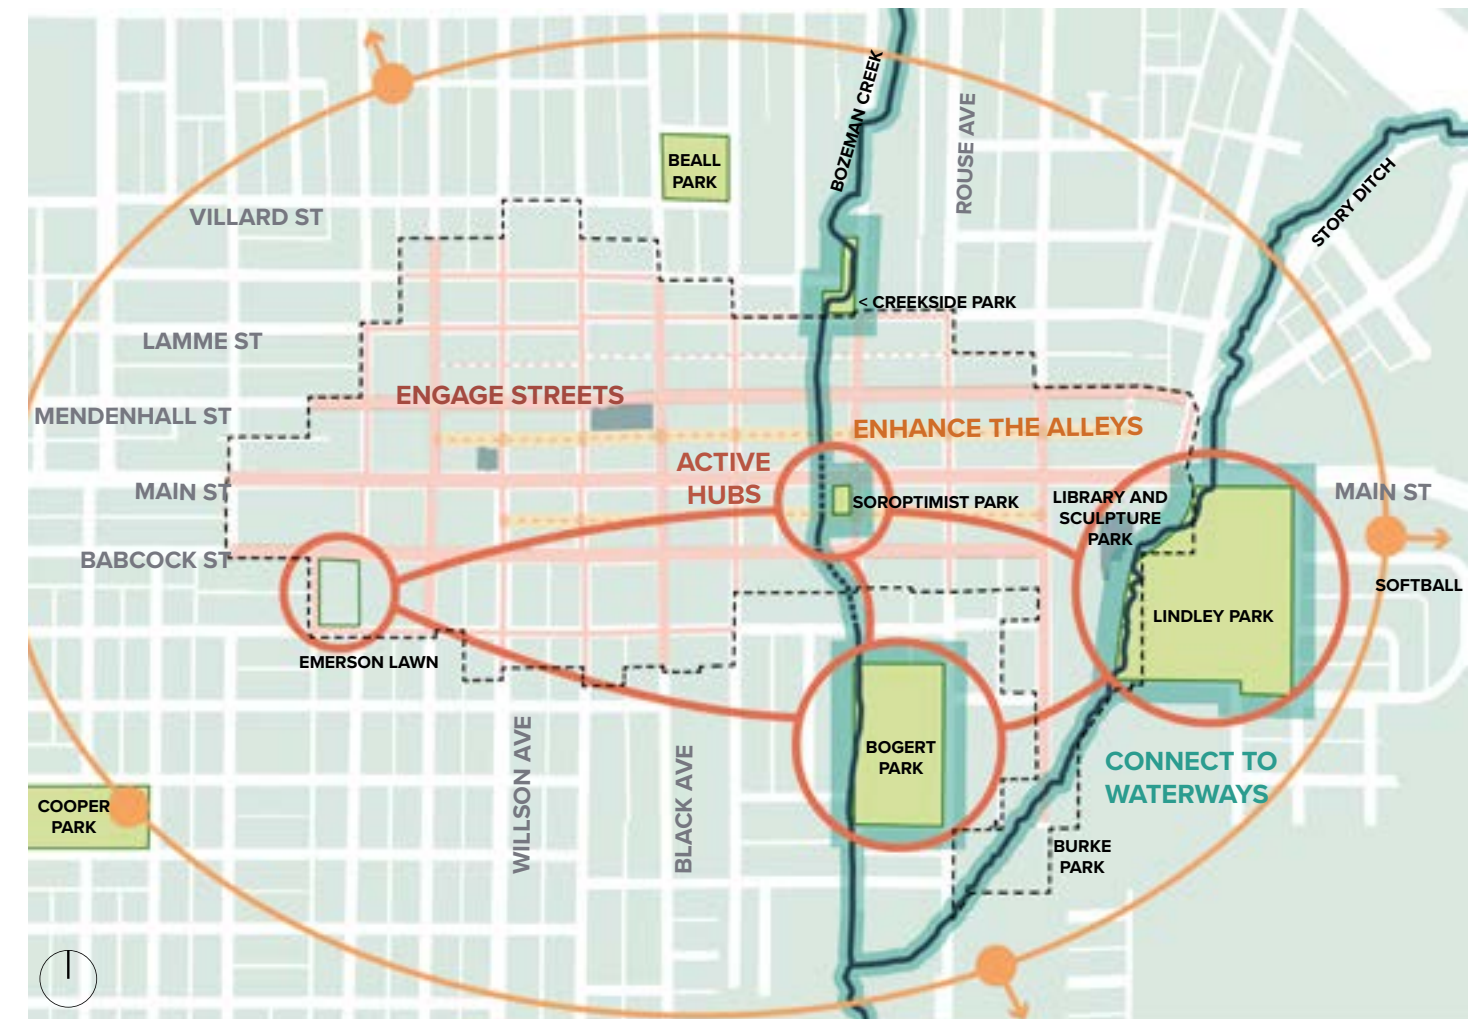 BOZEMAN CREEK
ROUSE AVE
BEALL
PARK
STORY DITCH
VILLARD ST
< CREEKSIDE PARK
LAMME ST
ENGAGE STREETS
MENDENHALL ST
ENHANCE THE ALLEYS
ACTIVE
HUBS
MAIN ST
SOROPTIMIST PARK
LIBRARY AND
SCULPTURE
PARK
MAIN ST
BABCOCK ST
SOFTBALL
LINDLEY PARK
EMERSON LAWN
WILLSON AVE
BLACK AVE
BOGERT
PARK
CONNECT TO
WATERWAYS
COOPER
PARK
BURKE
PARK